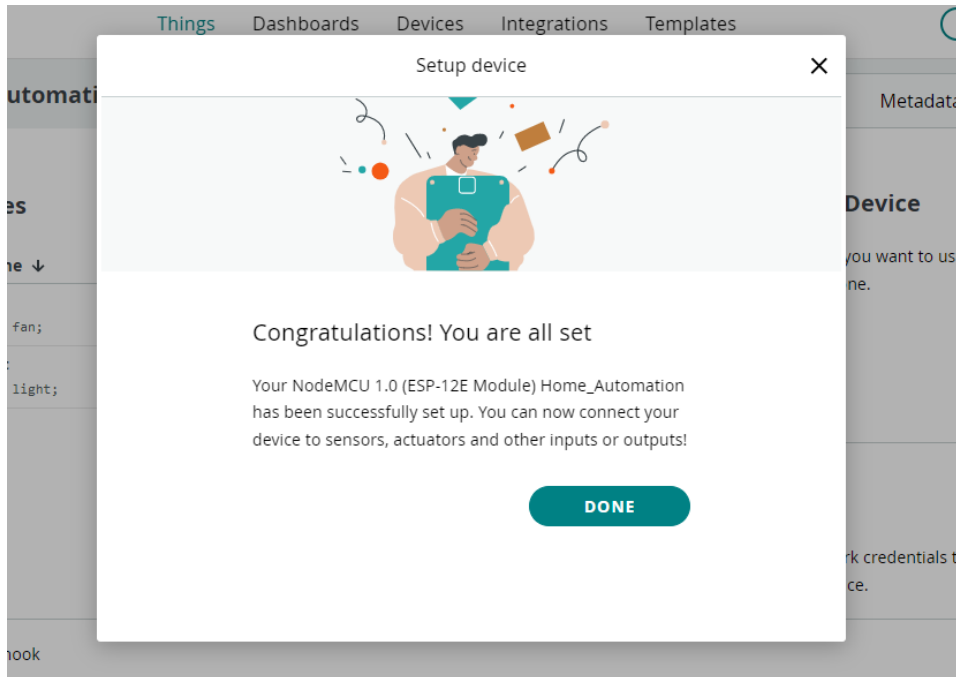 Things Dashboards Devices Integrations Templates
Setup device
utomati
Metadata
es
Device
ne ↓
you want to us
ne.
fan;
:
light;
Congratulations! You are all set
Your NodeMCU 1.0 (ESP-12E Module) Home_Automation
has been successfully set up. You can now connect your
device to sensors, actuators and other inputs or outputs!
DONE
rk credentials t
ce.
hook